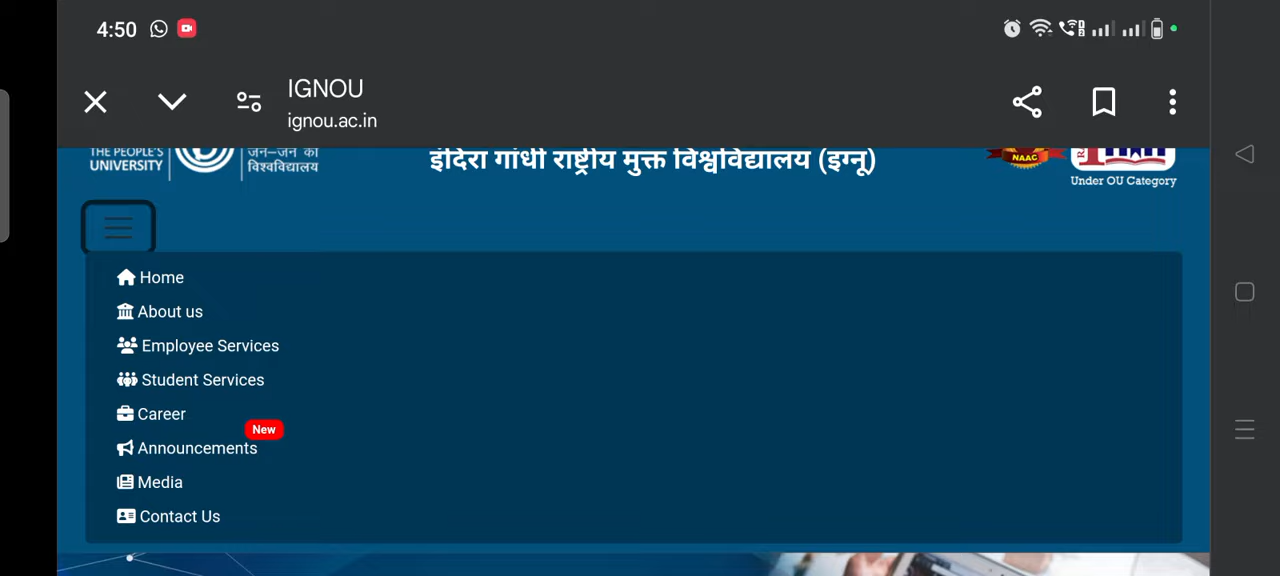 4:50
IGNOU
ignou.ac.in
THE PEOPLE'S
UNIVERSITY
जन-जन का
विश्वविद्यालय
इंदिरा गांधी राष्ट्रीय मुक्त विश्वविद्यालय (इग्नू)
NAAC
Under OU Category
Home
About us
Employee Services
Student Services
Career
New
Announcements
Media
Contact Us